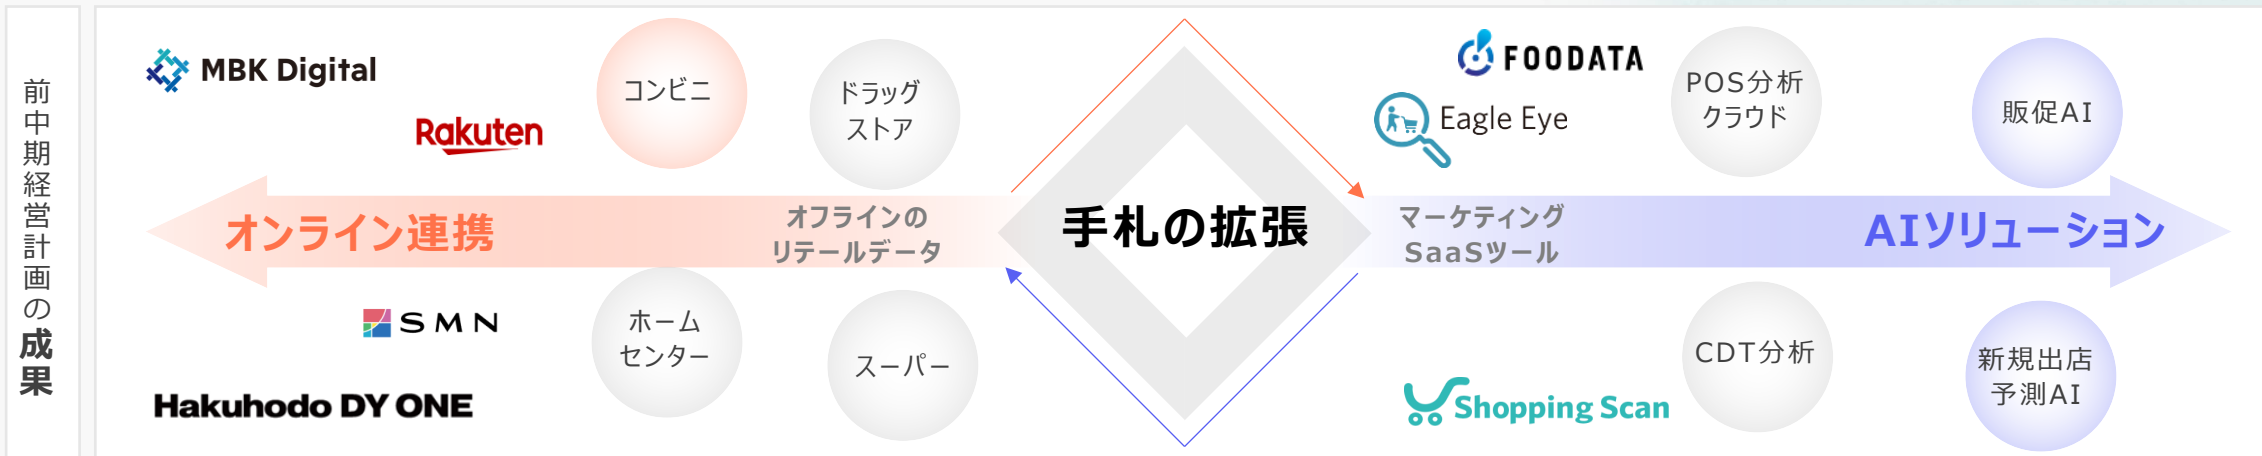 前中期経営計画の成果
MBK Digital
Rakuten
コンビニ
ドラッグ
ストア
オンライン連携
オフラインの
リテールデータ
SMN
Hakuhodo DY ONE
ホーム
センター
スーパー
手札の拡張
FOODATA
Eagle Eye
POS分析
クラウド
販促AI
マーケティング
SaaSツール
AIソリューション
Shopping Scan
CDT分析
新規出店
予測AI